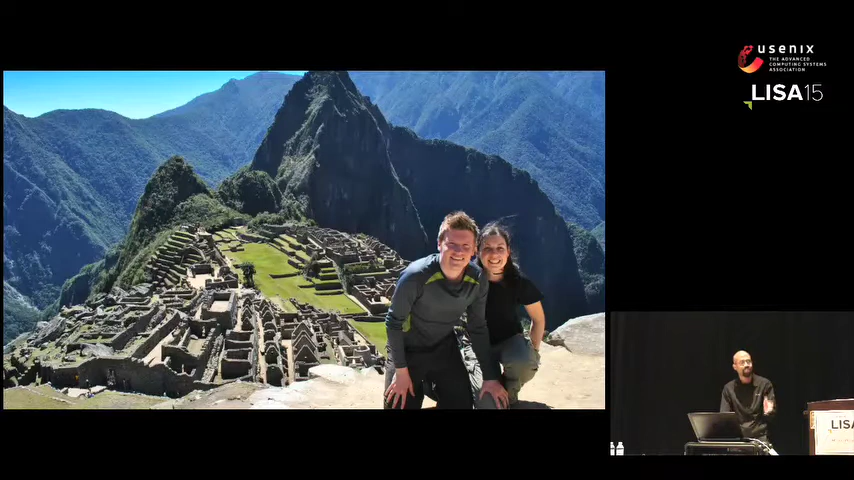 usenix
THE ADVANCED
COMPUTING SYSTEMS
ASSOCIATION
LISA15
LISA